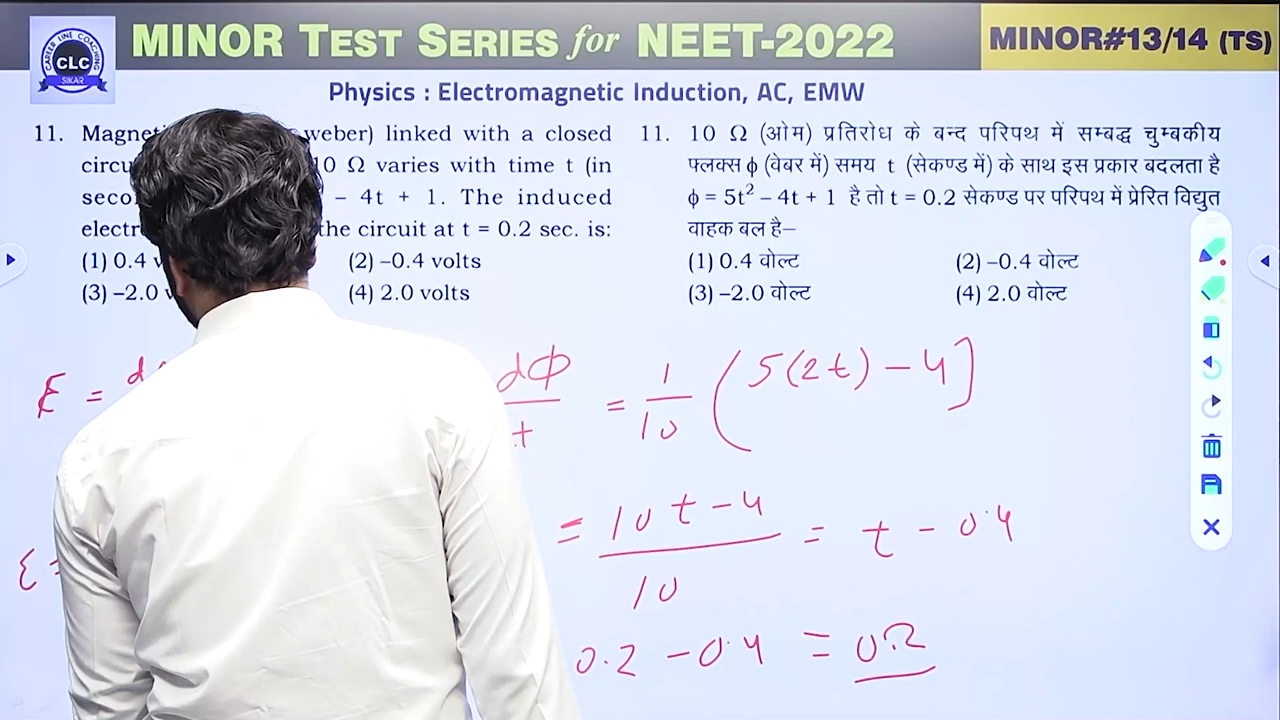 MINOR TEST SERIES for NEET-2022
MINOR#13/14 (TS)
CAREER LINE COACHING
CLC
SIKAR
Physics : Electromagnetic Induction, AC, EMW
11. Magneti weber) linked with a closed
circu 10 Ω varies with time t (in
seco – 4t + 1. The induced
electr the circuit at t = 0.2 sec. is:
(1) 0.4 v (2) –0.4 volts
(3) –2.0 v (4) 2.0 volts
11. 10 Ω (ओम) प्रतिरोध के बन्द परिपथ में सम्बद्ध चुम्बकीय
फ्लक्स ϕ (वेबर में) समय t (सेकण्ड में) के साथ इस प्रकार बदलता है
ϕ = 5t² – 4t + 1 है तो t = 0.2 सेकण्ड पर परिपथ में प्रेरित विद्युत
वाहक बल है–
(1) 0.4 वोल्ट (2) –0.4 वोल्ट
(3) –2.0 वोल्ट (4) 2.0 वोल्ट
ε = d dϕ/t = 1/10 (5(2t) – 4]
ε = = 10t – 4/10 = t – 0.4
0.2 – 0.4 = 0.2